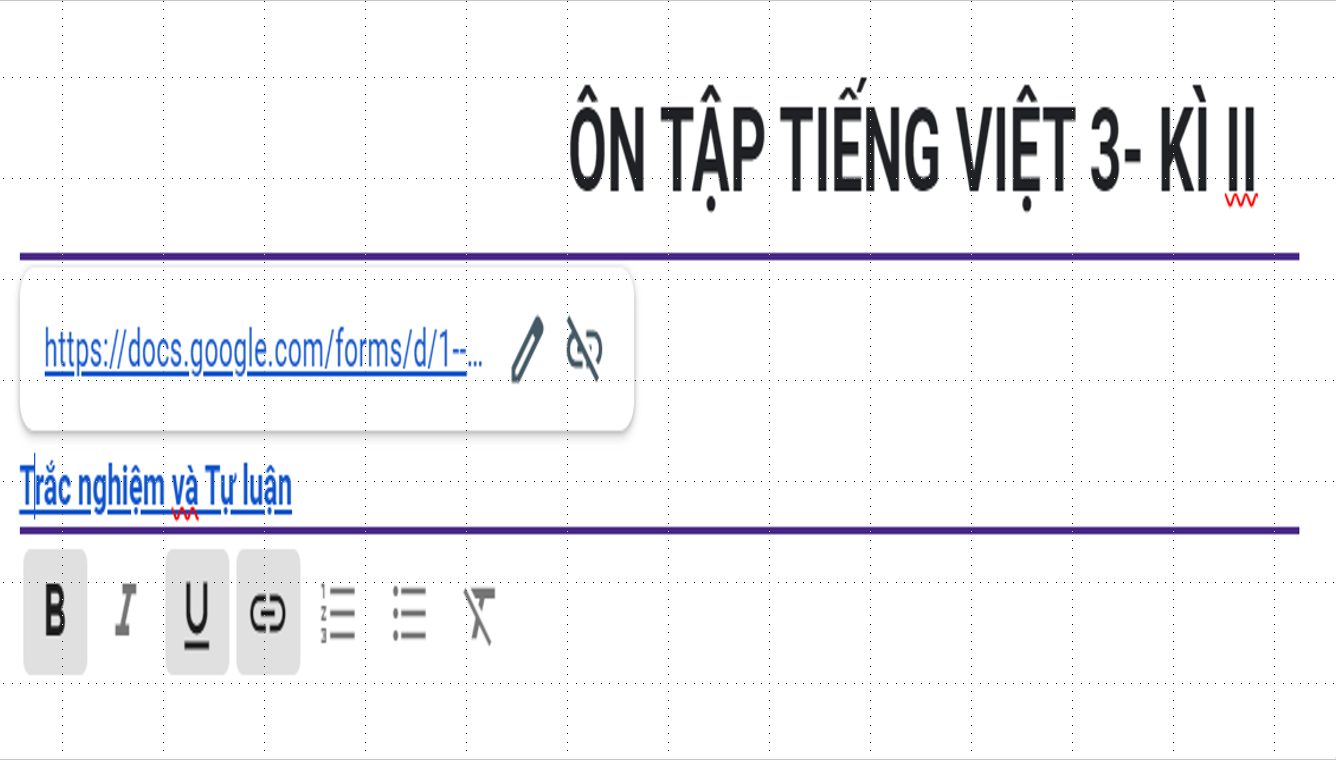 ÔN TẬP TIẾNG VIỆT 3- KÌ II
https://docs.google.com/forms/d/1--...
Trắc nghiệm và Tự luận
B I U